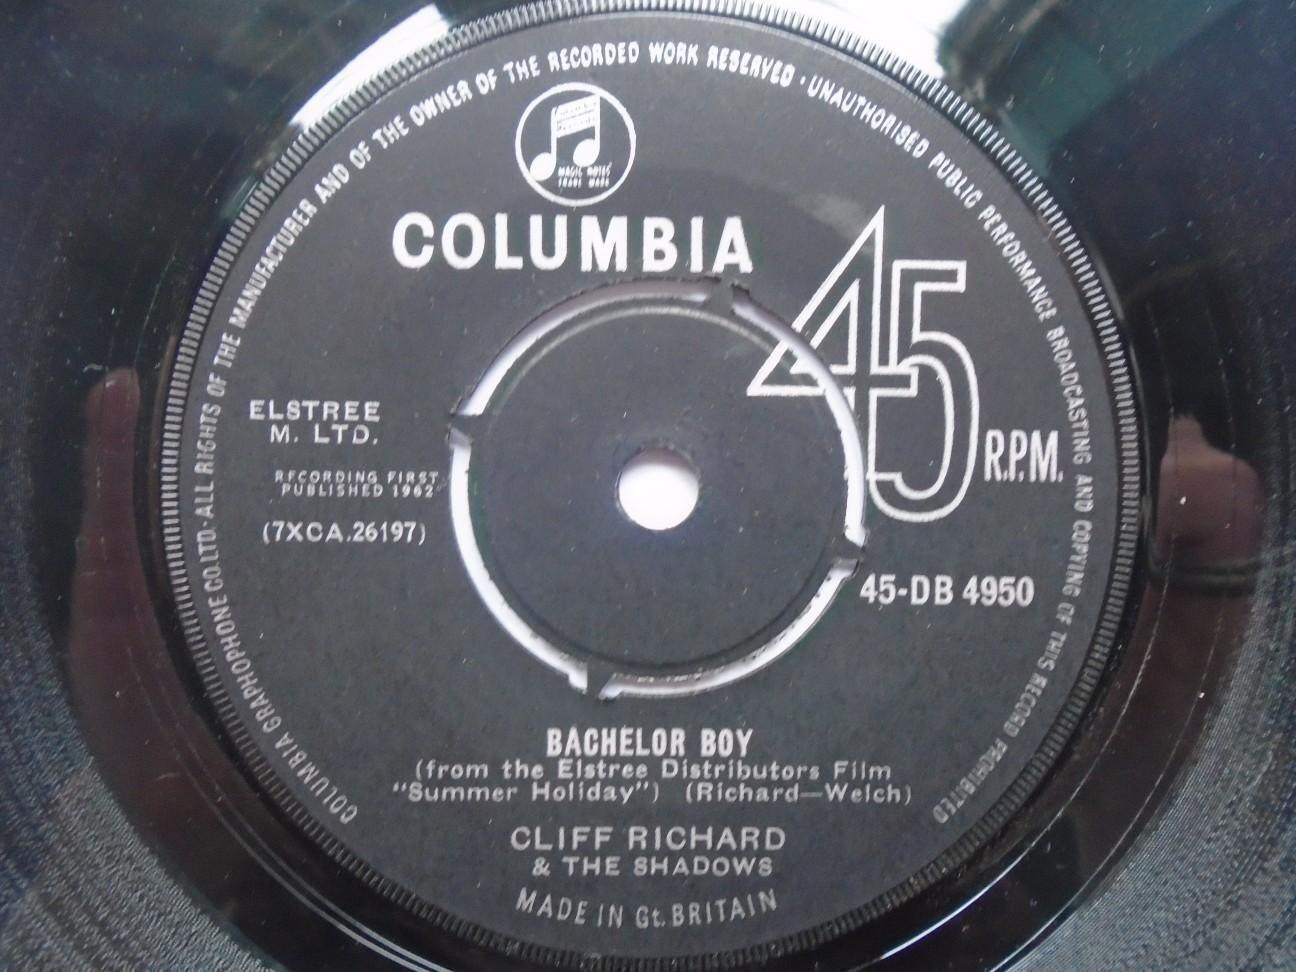 COLUMBIA GRAPHOPHONE CO.LTD·ALL RIGHTS OF THE MANUFACTURER AND OF THE OWNER OF THE RECORDED WORK RESERVED · UNAUTHORISED PUBLIC PERFORMANCE BROADCASTING AND COPYING OF THIS RECORD PROHIBITED
Columbia
Records
MAGIC NOTES
TRADE MARK
COLUMBIA
45
R.P.M.
ELSTREE
M. LTD.
RECORDING FIRST
PUBLISHED 1962
(7XCA.26197)
45-DB 4950
BACHELOR BOY
(from the Elstree Distributors Film
"Summer Holiday") (Richard—Welch)
CLIFF RICHARD
& THE SHADOWS
MADE IN Gt. BRITAIN